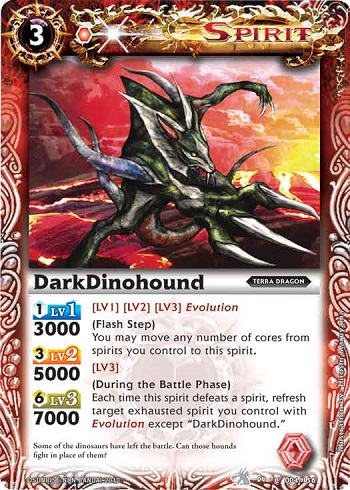 3
SPIRIT
DarkDinohound
TERRA DRAGON
1 LV1
3000
3 LV2
5000
6 LV3
7000
[LV1] [LV2] [LV3] Evolution
(Flash Step)
You may move any number of cores from
spirits you control to this spirit.
[LV3]
(During the Battle Phase)
Each time this spirit defeats a spirit, refresh
target exhausted spirit you control with
Evolution except "DarkDinohound."
Some of the dinosaurs have left the battle. Can those hounds
fight in place of them?